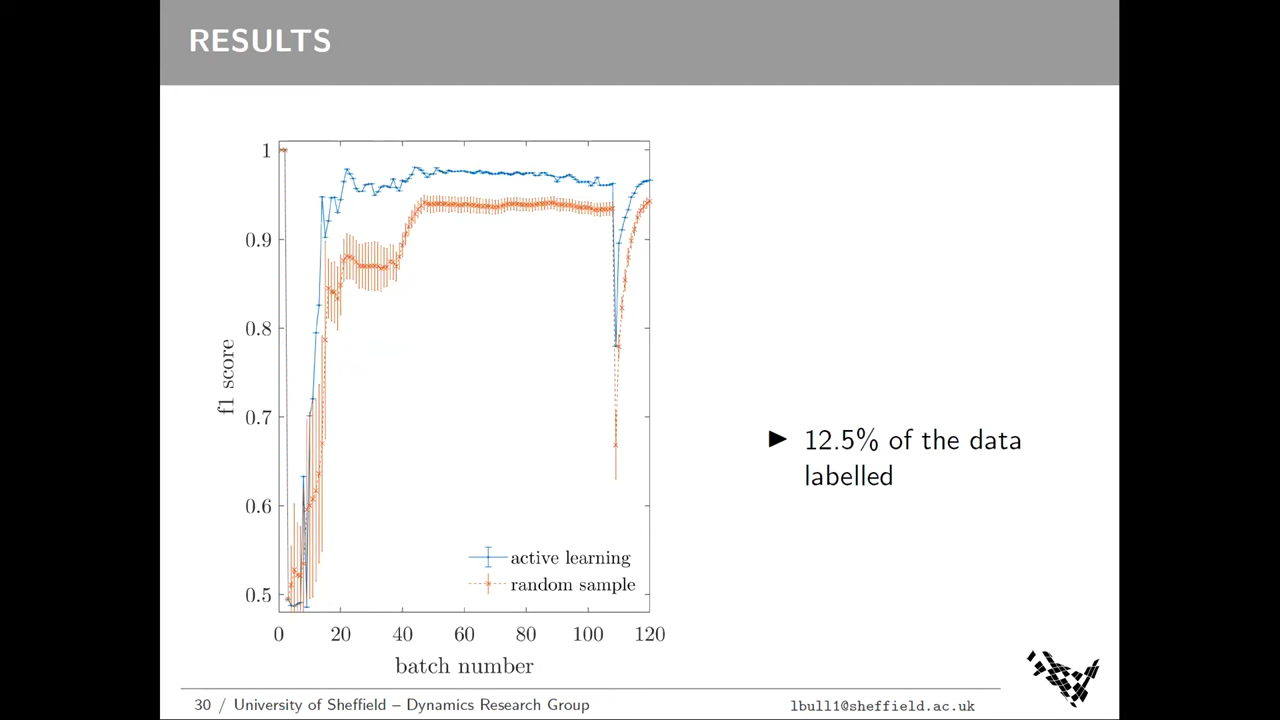 RESULTS
1
0.9
0.8
0.7
0.6
0.5
f1 score
active learning
random sample
0 20 40 60 80 100 120
batch number
► 12.5% of the data
labelled
30 / University of Sheffield – Dynamics Research Group
lbull1@sheffield.ac.uk